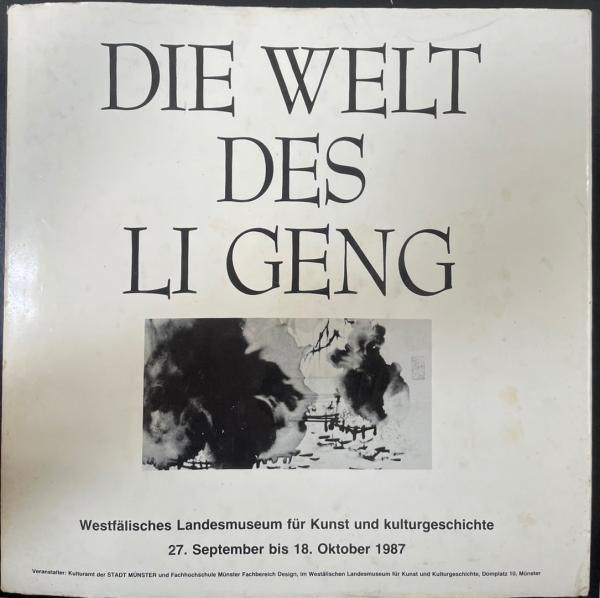 DIE WELT
DES
LI GENG
Westfälisches Landesmuseum für Kunst und kulturgeschichte
27. September bis 18. Oktober 1987
Veranstalter: Kulturamt der STADT MÜNSTER und Fachhochschule Münster Fachbereich Design, im Westfälischen Landesmuseum für Kunst und Kulturgeschichte, Domplatz 10, Münster